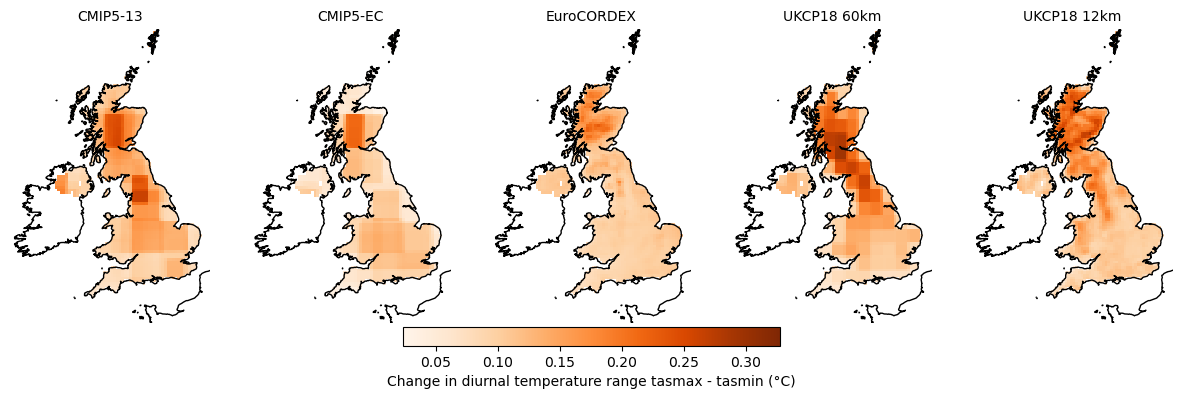 CMIP5-13 CMIP5-EC EuroCORDEX UKCP18 60km UKCP18 12km
0.05 0.10 0.15 0.20 0.25 0.30
Change in diurnal temperature range tasmax - tasmin (°C)